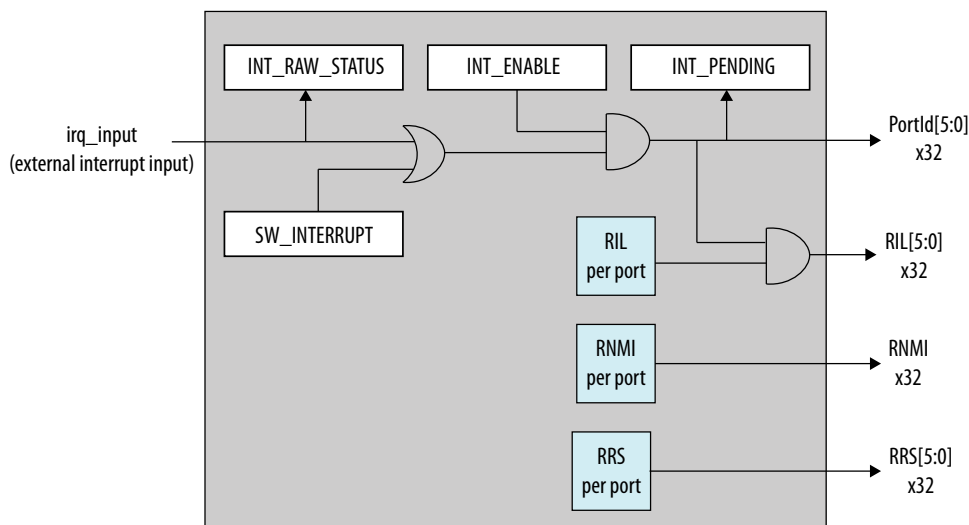 INT_RAW_STATUS
INT_ENABLE
INT_PENDING
irq_input
(external interrupt input)
PortId[5:0]
x32
SW_INTERRUPT
RIL
per port
RIL[5:0]
x32
RNMI
per port
RNMI
x32
RRS
per port
RRS[5:0]
x32